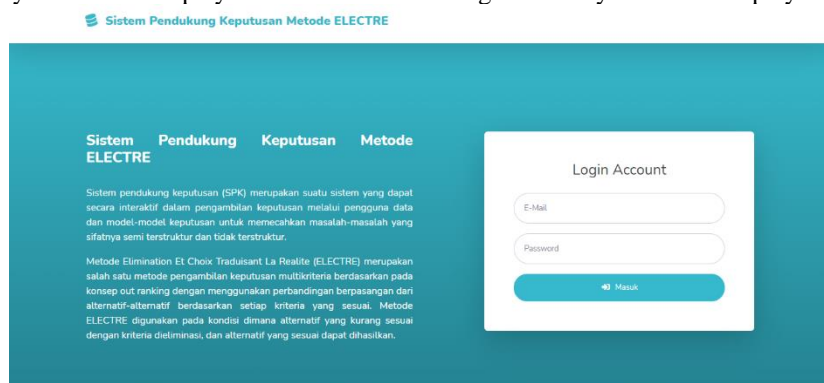 Sistem Pendukung Keputusan Metode ELECTRE
Sistem Pendukung Keputusan Metode
ELECTRE
Sistem pendukung keputusan (SPK) merupakan suatu sistem yang dapat
secara interaktif dalam pengambilan keputusan melalui pengguna data
dan model-model keputusan untuk memecahkan masalah-masalah yang
sifatnya semi terstruktur dan tidak terstruktur.
Metode Elimination Et Choix Traduisant La Realite (ELECTRE) merupakan
salah satu metode pengambilan keputusan multikriteria berdasarkan pada
konsep out ranking dengan menggunakan perbandingan berpasangan dari
alternatif-alternatif berdasarkan setiap kriteria yang sesuai. Metode
ELECTRE digunakan pada kondisi dimana alternatif yang kurang sesuai
dengan kriteria dieliminasi, dan alternatif yang sesuai dapat dihasilkan.
Login Account
E-Mail
Password
Masuk